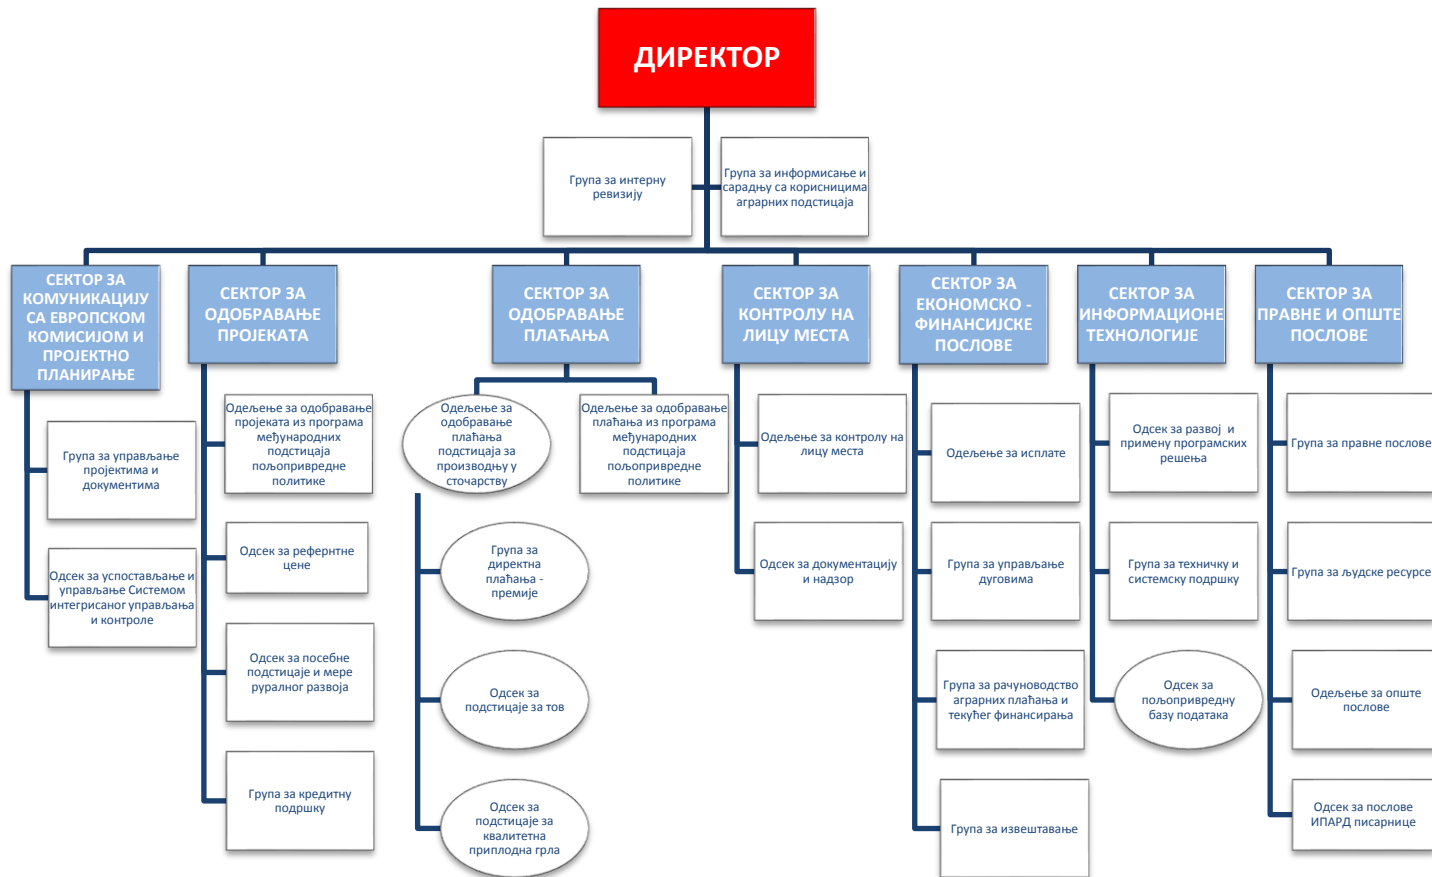 ДИРЕКТОР
Група за интерну
ревизију
Група за информисање и
сарадњу са корисницима
аграрних подстицаја
СЕКТОР ЗА
КОМУНИКАЦИЈУ
СА ЕВРОПСКОМ
КОМИСИЈОМ И
ПРОЈЕКТНО
ПЛАНИРАЊЕ
СЕКТОР ЗА
ОДОБРАВАЊЕ
ПРОЈЕКАТА
СЕКТОР ЗА
ОДОБРАВАЊЕ
ПЛАЋАЊА
СЕКТОР ЗА
КОНТРОЛУ НА
ЛИЦУ МЕСТА
СЕКТОР ЗА
ЕКОНОМСКО -
ФИНАНСИЈСКЕ
ПОСЛОВЕ
СЕКТОР ЗА
ИНФОРМАЦИОНЕ
ТЕХНОЛОГИЈЕ
СЕКТОР ЗА
ПРАВНЕ И ОПШТЕ
ПОСЛОВЕ
Група за управљање
пројектима и
документима
Одсек за успостављање и
управљање Системом
интегрисаног управљања
и контроле
Одељење за одобравање
пројеката из програма
међународних
подстицаја
пољопривредне
политике
Одсек за рефернтне
цене
Одсек за посебне
подстицаје и мере
руралног развоја
Група за кредитну
подршку
Одељење за
одобравање
плаћања
подстицаја за
производњу у
сточарству
Група за
директна
плаћања -
премије
Одсек за
подстицаје за тов
Одсек за
подстицаје за
квалитетна
приплодна грла
Одељење за одобравање
плаћања из програма
међународних
подстицаја
пољопривредне
политике
Одељење за контролу на
лицу места
Одсек за документацију
и надзор
Одељење за исплате
Група за управљање
дуговима
Група за рачуноводство
аграрних плаћања и
текућег финансирања
Група за извештавање
Одсек за развој и
примену програмских
решења
Група за техничку и
системску подршку
Одсек за
пољопривредну
базу података
Група за правне послове
Група за људске ресурсе
Одељење за опште
послове
Одсек за послове
ИПАРД писарнице